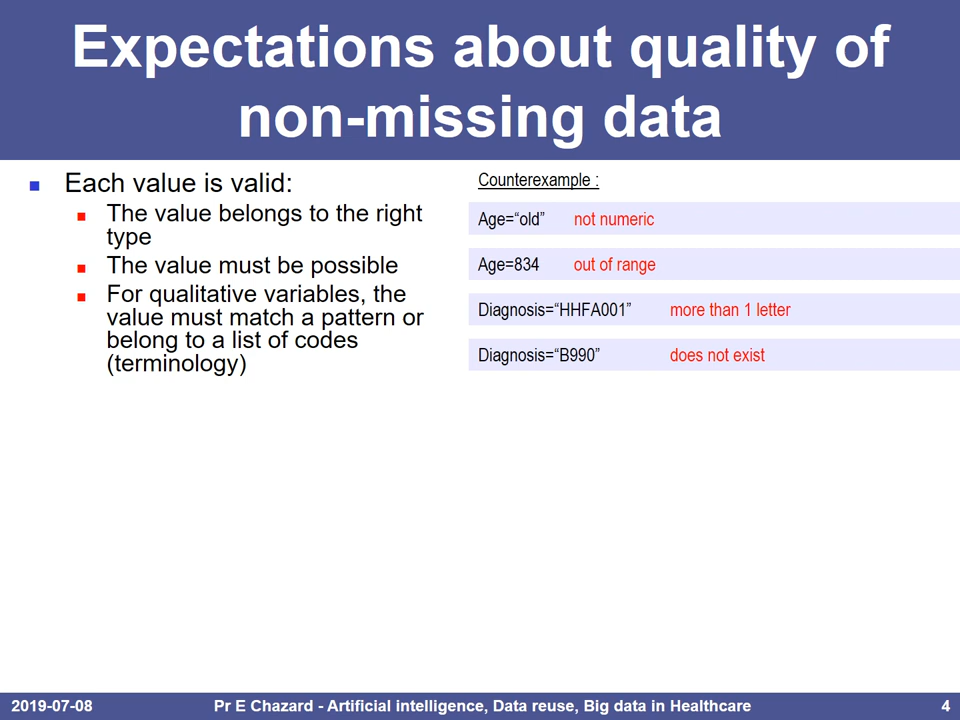 Expectations about quality of
non-missing data
Each value is valid:
The value belongs to the right
type
The value must be possible
For qualitative variables, the
value must match a pattern or
belong to a list of codes
(terminology)
Counterexample :
Age=“old” not numeric
Age=834 out of range
Diagnosis=“HHFA001” more than 1 letter
Diagnosis=“B990” does not exist
2019-07-08 Pr E Chazard - Artificial intelligence, Data reuse, Big data in Healthcare 4